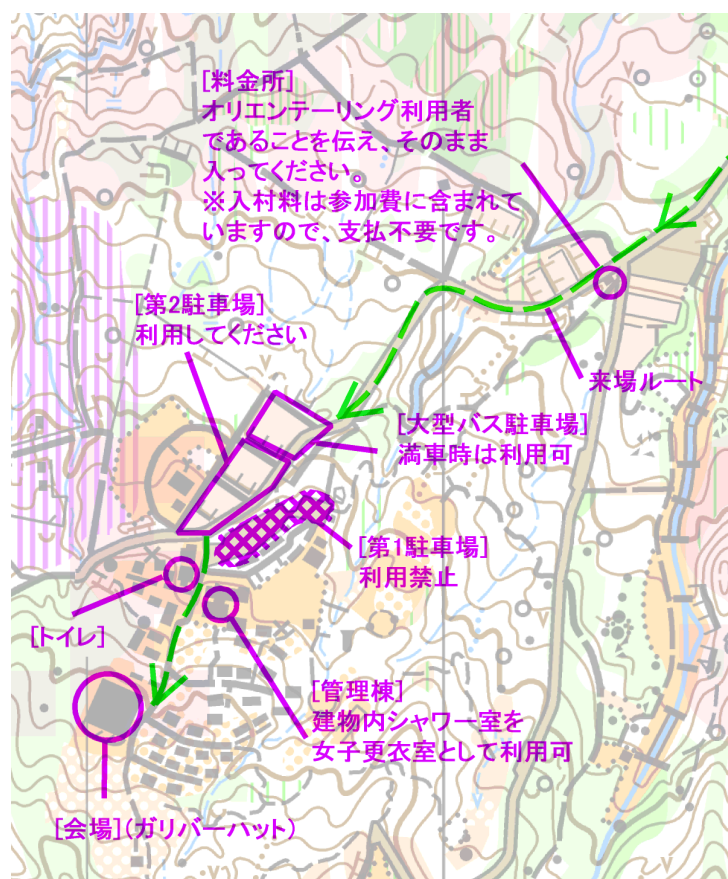 [料金所]
オリエンテーリング利用者
であることを伝え、そのまま
入ってください。
※入村料は参加費に含まれて
いますので、支払不要です。
[第2駐車場]
利用してください
来場ルート
[大型バス駐車場]
満車時は利用可
[第1駐車場]
利用禁止
[トイレ]
[管理棟]
建物内シャワー室を
女子更衣室として利用可
[会場](ガリバーハット)